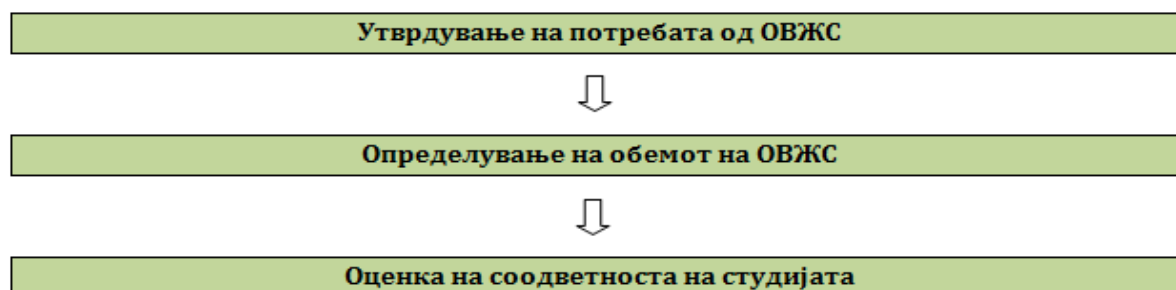 Утврдување на потребата од ОВЖС
Определување на обемот на ОВЖС
Оценка на соодветноста на студијата